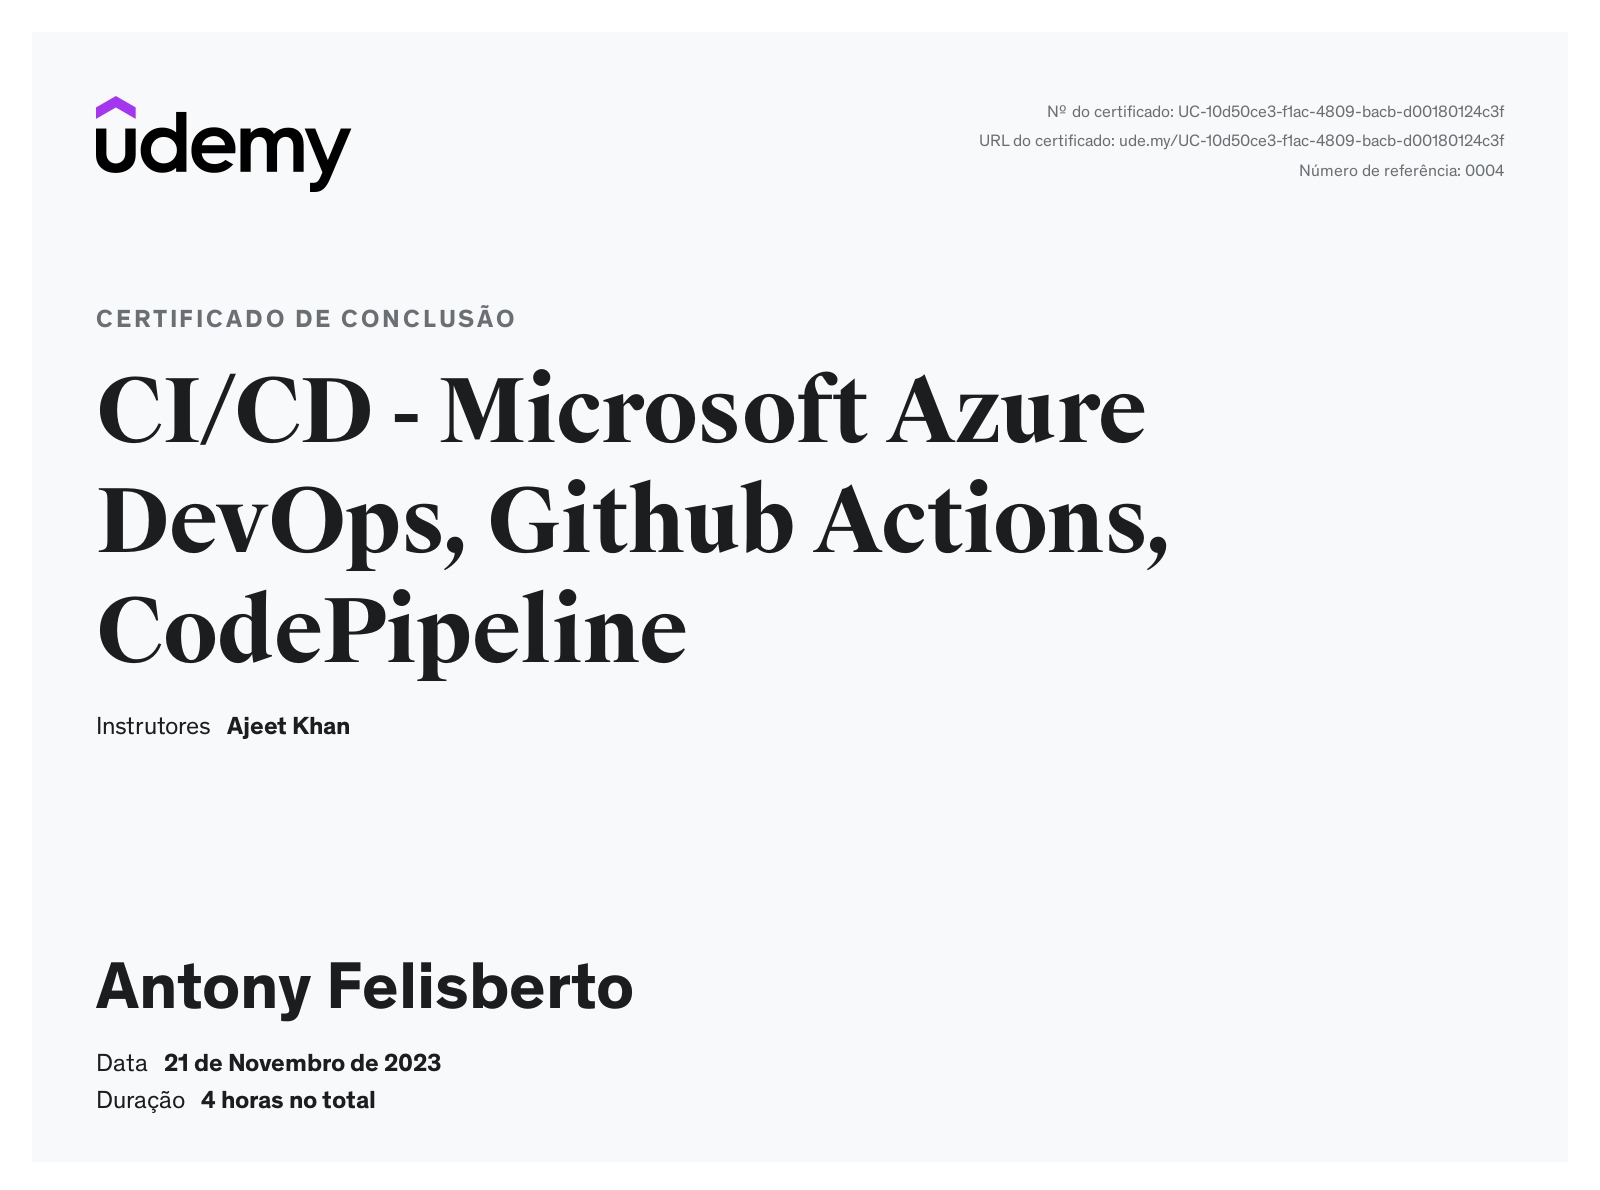 udemy
Nº do certificado: UC-10d50ce3-f1ac-4809-bacb-d00180124c3f
URL do certificado: ude.my/UC-10d50ce3-f1ac-4809-bacb-d00180124c3f
Número de referência: 0004
CERTIFICADO DE CONCLUSÃO
CI/CD - Microsoft Azure
DevOps, Github Actions,
CodePipeline
Instrutores Ajeet Khan
Antony Felisberto
Data 21 de Novembro de 2023
Duração 4 horas no total